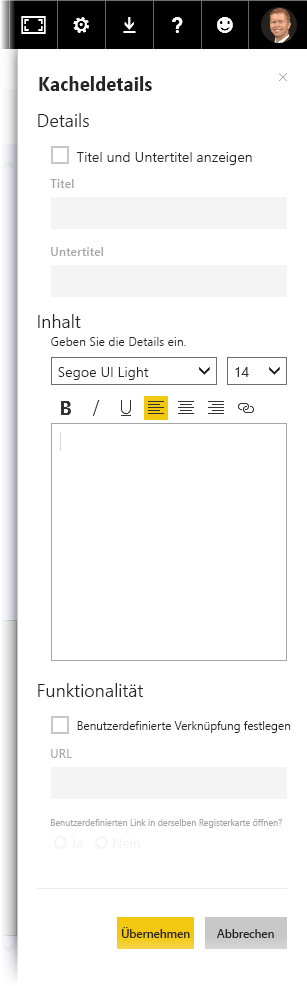 Kacheldetails
Details
Titel und Untertitel anzeigen
Titel
Untertitel
Inhalt
Geben Sie die Details ein.
Segoe UI Light 14
B / U
Funktionalität
Benutzerdefinierte Verknüpfung festlegen
URL
Benutzerdefinierten Link in derselben Registerkarte öffnen?
Ja Nein
Übernehmen Abbrechen